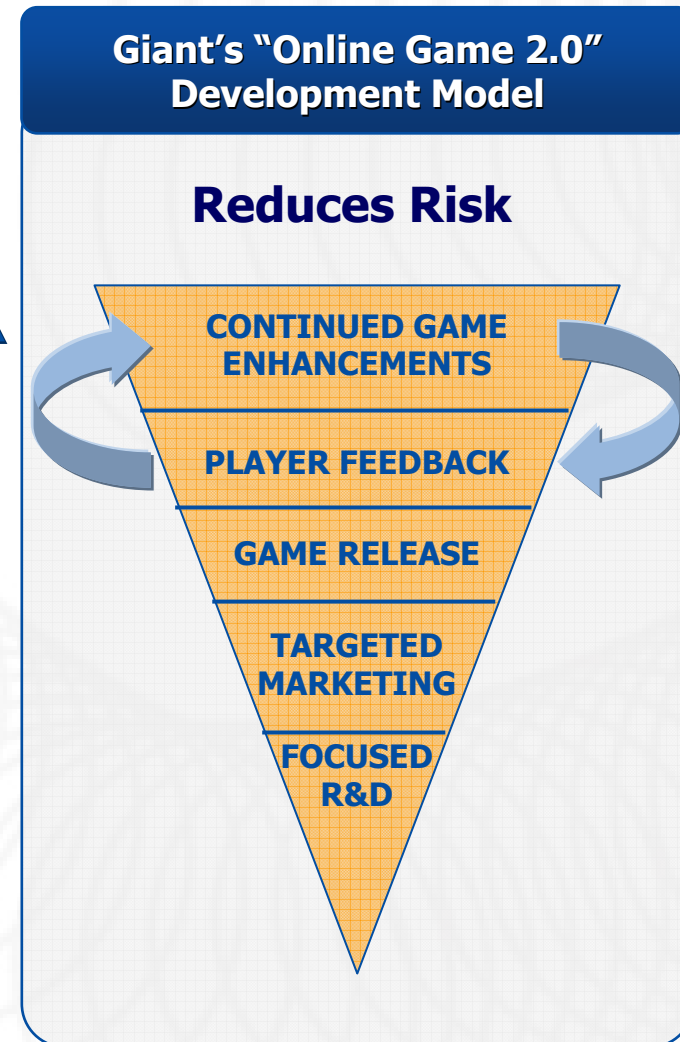 Giant’s “Online Game 2.0”
Development Model
Reduces Risk
CONTINUED GAME
ENHANCEMENTS
PLAYER FEEDBACK
GAME RELEASE
TARGETED
MARKETING
FOCUSED
R&D